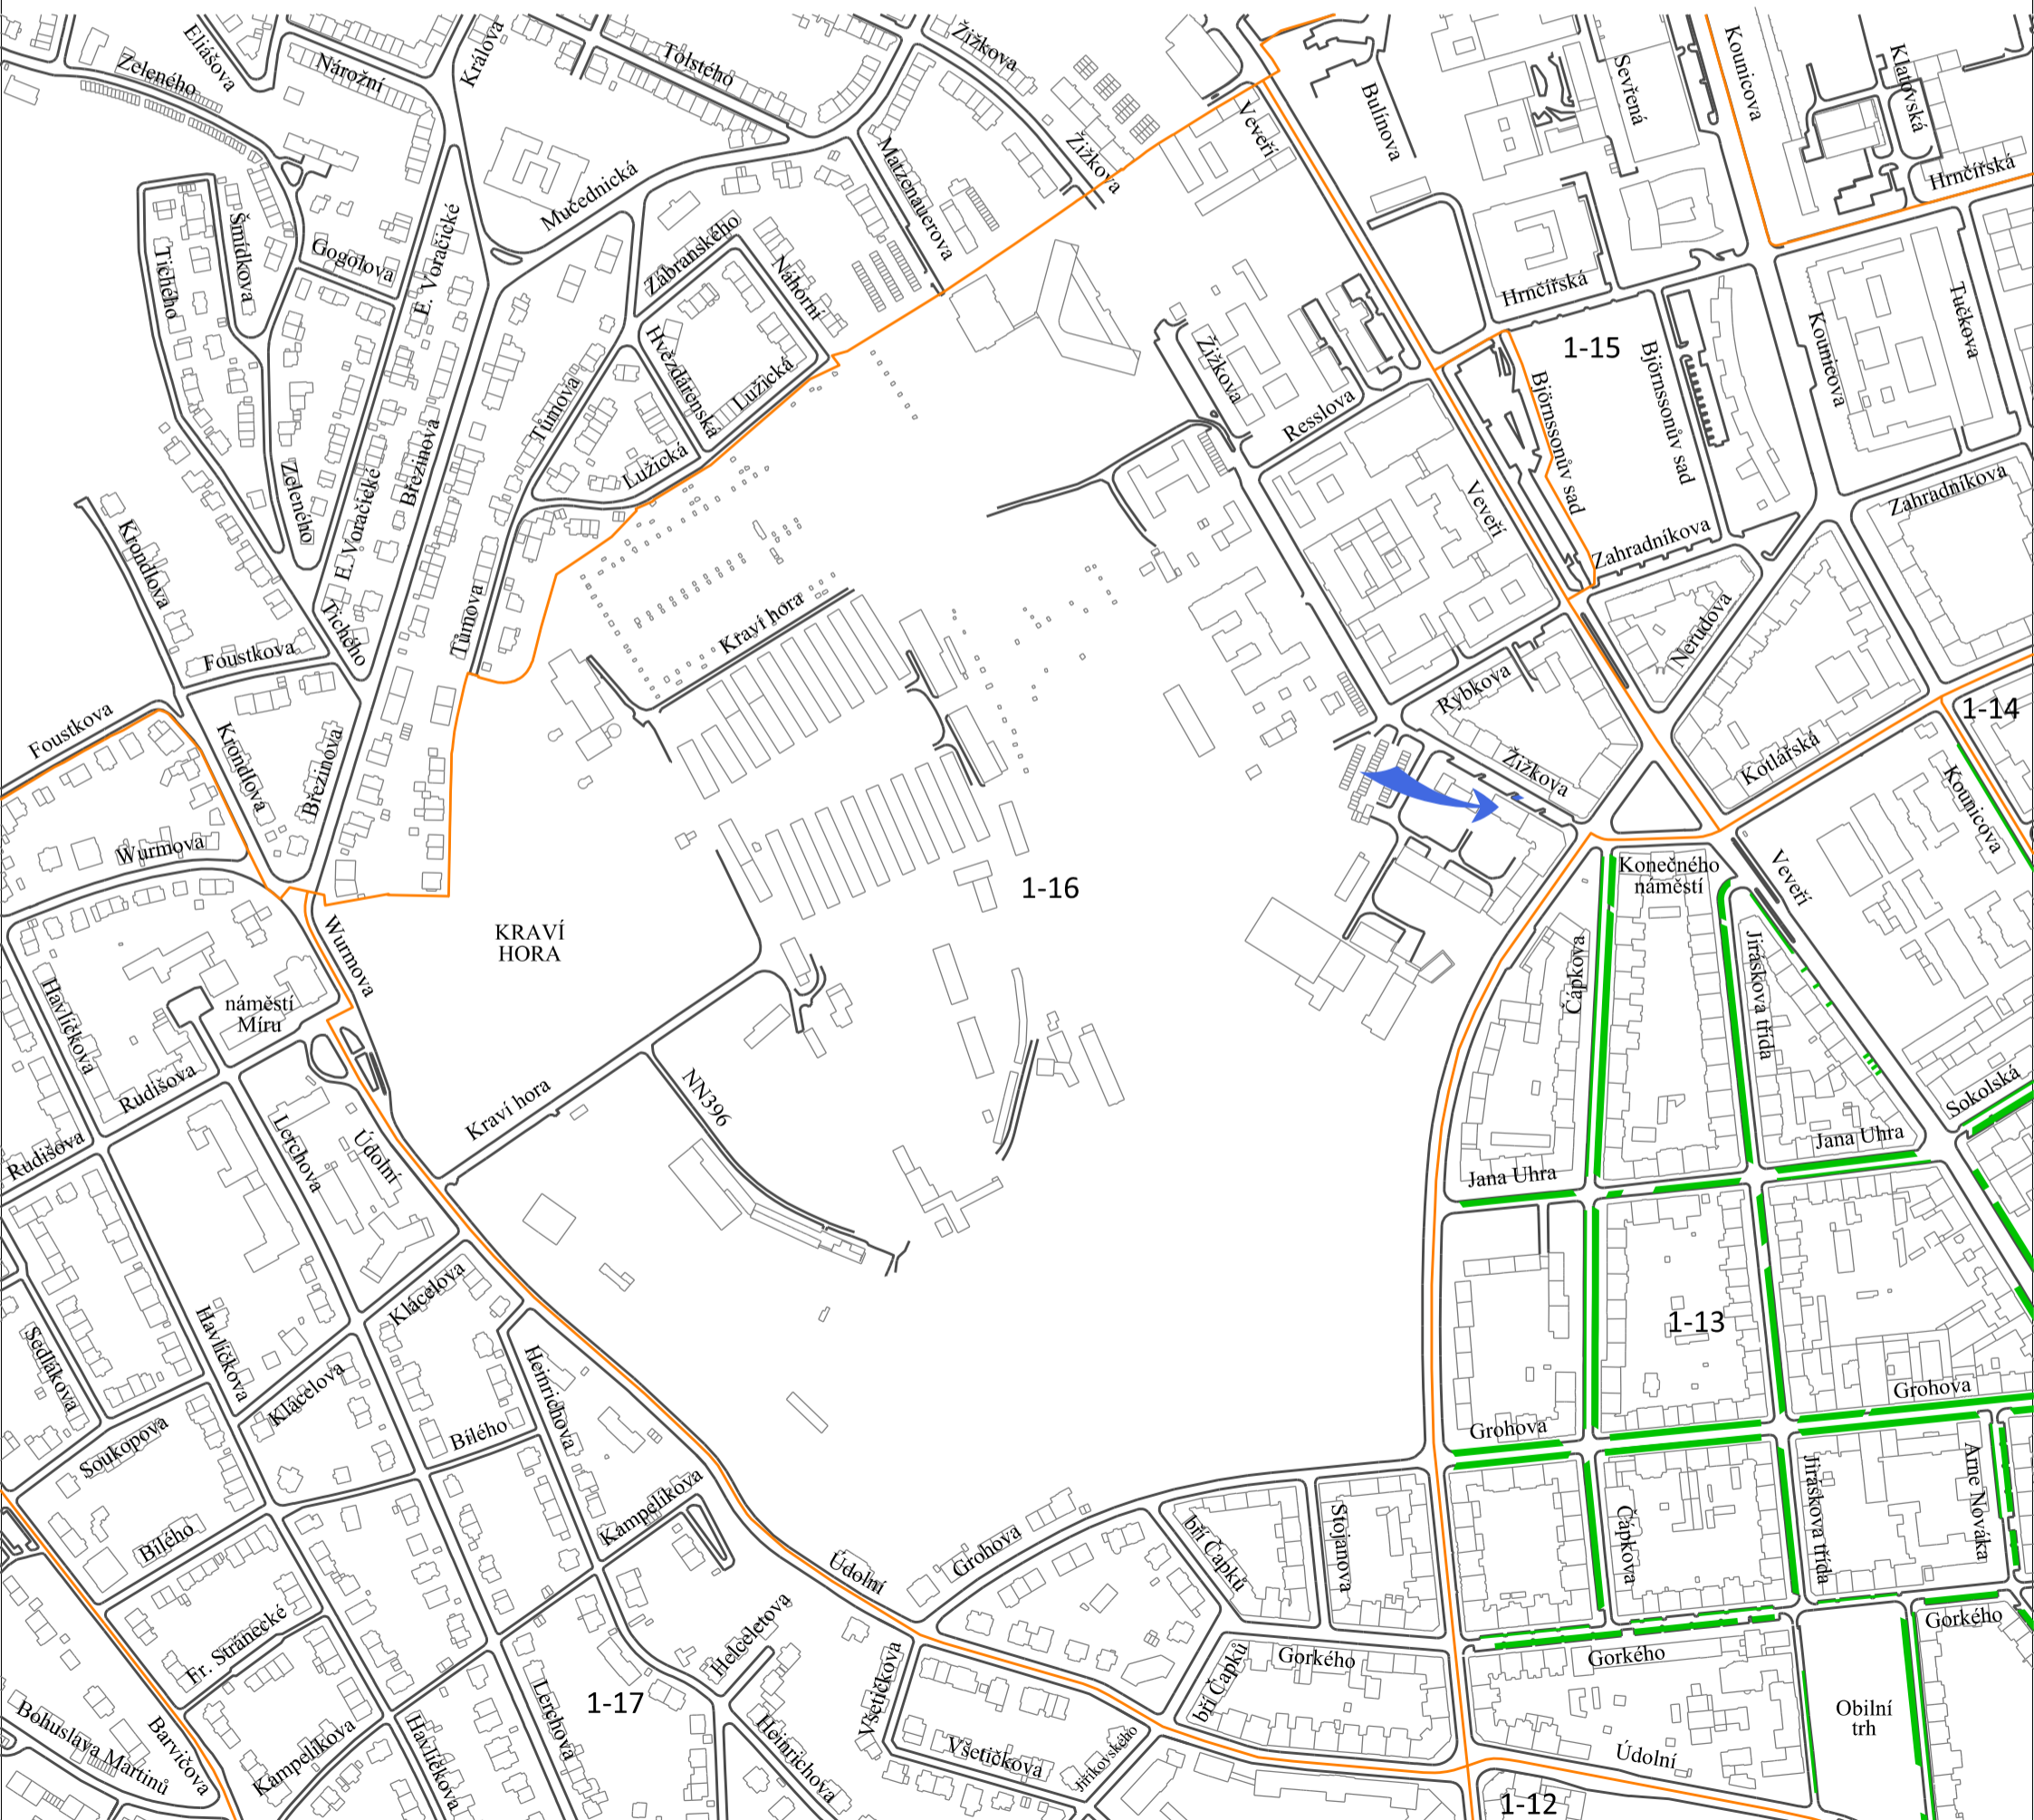 Eliášova
Nárožní
Králova
Tolstého
Žižkova
Zeleného
Veveří
Bulínova
Sevřená
Kounicova
Klatovská
Hrnčířská
Žižkova
Matzenauerova
Mučednická
Šmídkova
Tichého
Gogolova
E. Voračické
Zábranského
Náhorní
Hrnčířská
Tučkova
Kounicova
1-15
Björnssonův sad
Björnssonův sad
Žižkova
Resslova
Hvězdárenská
Lužická
Tůmova
Lužická
Březinova
Zeleného
E. Voračické
Veveří
Zahradníkova
Zahradníkova
Krondlova
Tichého
Foustkova
Tůmova
Kraví hora
Nerudova
Rybkova
Žižkova
Kotlářská
1-14
Kounicova
Foustkova
Krondlova
Březinova
Wurmova
1-16
KRAVÍ
HORA
Konečného
náměstí
Veveří
Čápkova
Jiráskova třída
Wurmova
Havlíčkova
náměstí
Míru
Rudišova
Rudišova
Lerchova
Údolní
Kraví hora
NN396
Sokolská
Jana Uhra
Jana Uhra
Klácelova
Havlíčkova
Sedlákova
Klácelova
Heinrichova
Bílého
Soukopova
1-13
Grohova
Grohova
Kampelíkova
Bílého
Údolní
Grohova
bří Čapků
Stojanova
Čápkova
Jiráskova třída
Arne Nováka
Gorkého
Gorkého
Gorkého
Fr. Stránecké
Helceletova
Všetičkova
bří Čapků
1-17
Lerchova
Heinrichova
Havlíčkova
Kampelíkova
Barvičova
Bohuslava Martinů
Všetičkova
Jiříkovského
Údolní
Obilní
trh
1-12